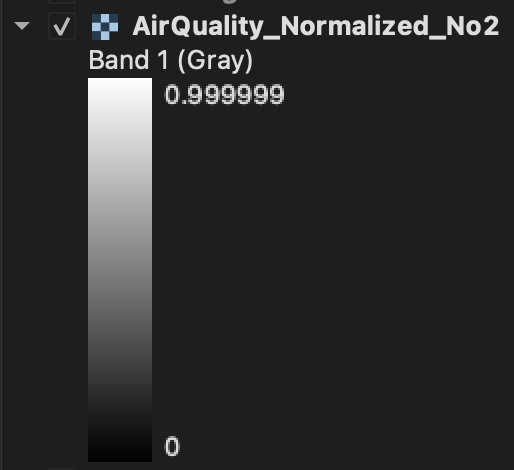 AirQuality_Normalized_No2
Band 1 (Gray)
0.999999
0